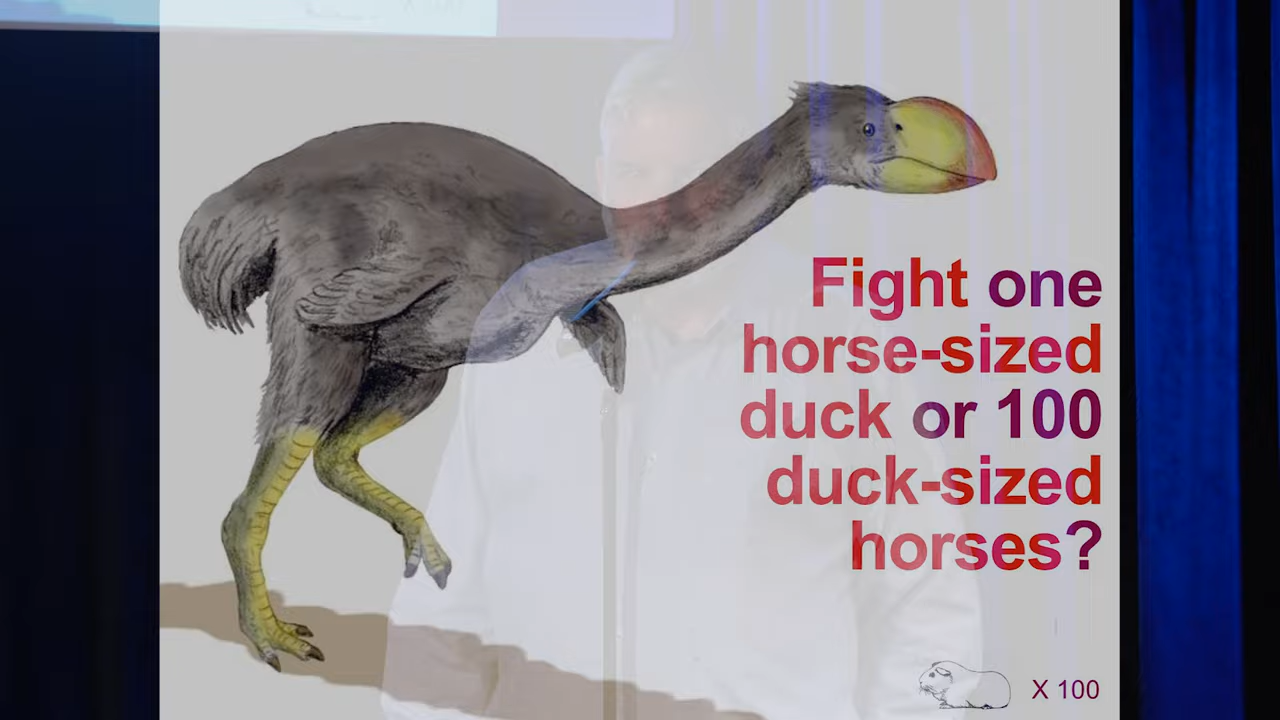 Fight one
horse-sized
duck or 100
duck-sized
horses?
X 100